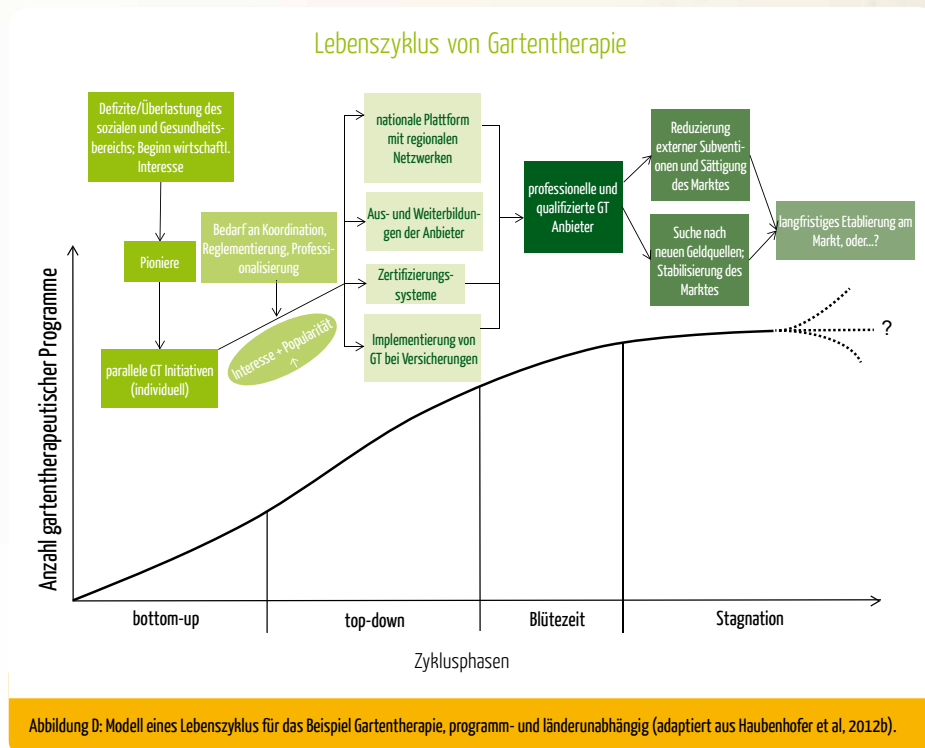 Lebenszyklus von Gartentherapie
Defizite/Überlastung des
sozialen und Gesundheits-
bereichs; Beginn wirtschaftl.
Interesse
Pioniere
parallele GT Initiativen
(individuell)
Bedarf an Koordination,
Reglementierung, Profess-
ionalisierung
Interesse + Popularität
↑
nationale Plattform
mit regionalen
Netzwerken
Aus- und Weiterbildun-
gen der Anbieter
Zertifizierungs-
systeme
Implementierung von
GT bei Versicherungen
professionelle und
qualifizierte GT
Anbieter
Reduzierung
externer Subventi-
onen und Sättigung
des Marktes
Suche nach
neuen Geldquellen;
Stabilisierung des
Marktes
langfristiges Etablierung am
Markt, oder...?
?
Anzahl gartentherapeutischer Programme
bottom-up
top-down
Blütezeit
Stagnation
Zyklusphasen
Abbildung D: Modell eines Lebenszyklus für das Beispiel Gartentherapie, programm- und länderunabhängig (adaptiert aus Haubenhofer et al, 2012b).